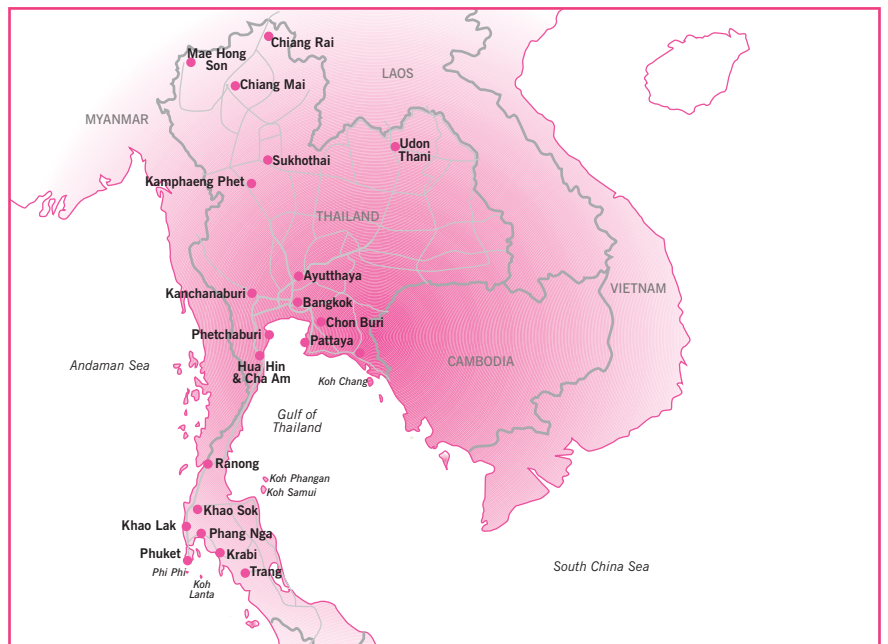 Chiang Rai
Mae Hong
Son
LAOS
Chiang Mai
MYANMAR
Udon
Thani
Sukhothai
Kamphaeng Phet
THAILAND
Ayutthaya
Kanchanaburi
VIETNAM
Bangkok
Chon Buri
Phetchaburi
Pattaya
CAMBODIA
Andaman Sea
Hua Hin
& Cha Am
Koh Chang
Gulf of
Thailand
Ranong
Koh Phangan
Koh Samui
Khao Sok
Khao Lak
Phang Nga
Phuket
Krabi
South China Sea
Phi Phi
Trang
Koh
Lanta